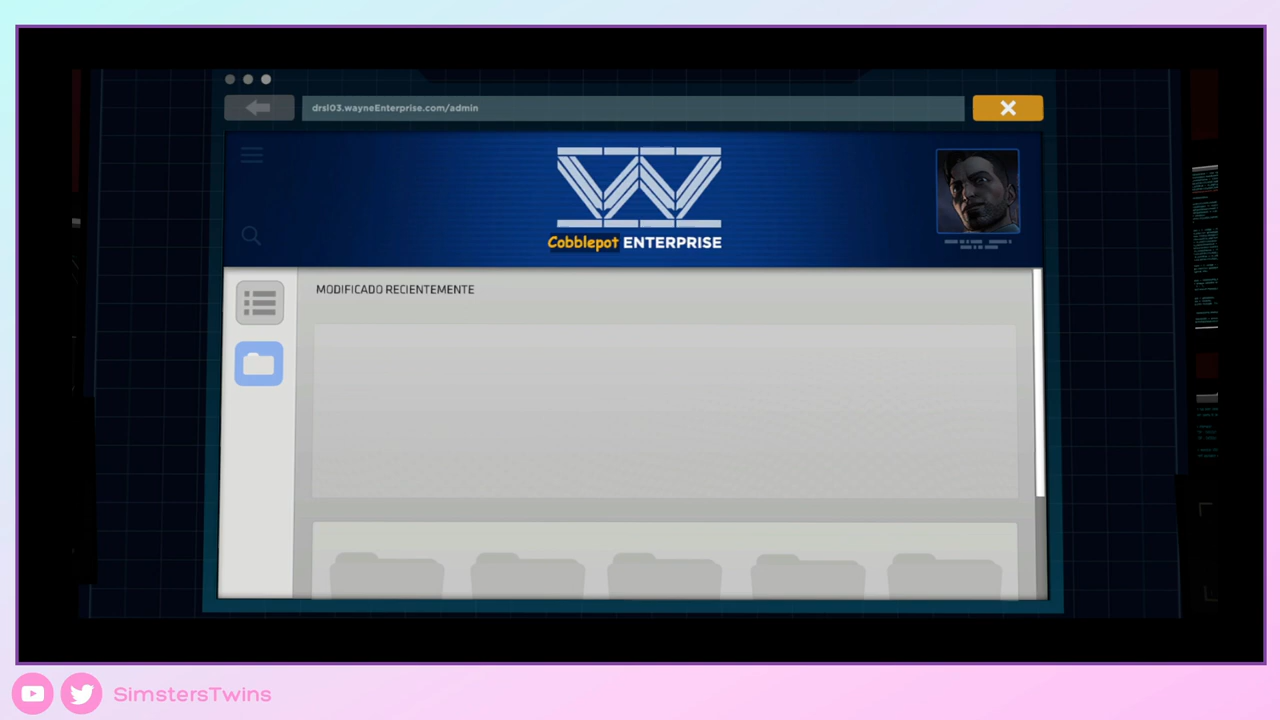 drsl03.wayneEnterprise.com/admin
Cobblepot ENTERPRISE
MODIFICADO RECIENTEMENTE
SimstersTwins